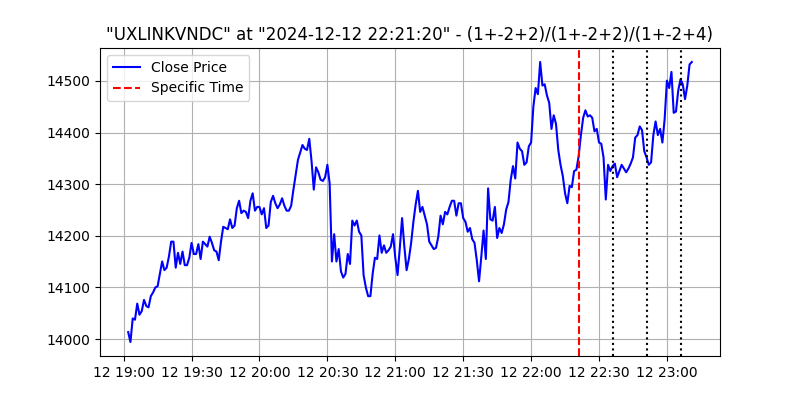 "UXLINKVNDC" at "2024-12-12 22:21:20" - (1+-2+2)/(1+-2+2)/(1+-2+4)
Close Price
Specific Time
14500
14400
14300
14200
14100
14000
12 19:00 12 19:30 12 20:00 12 20:30 12 21:00 12 21:30 12 22:00 12 22:30 12 23:00